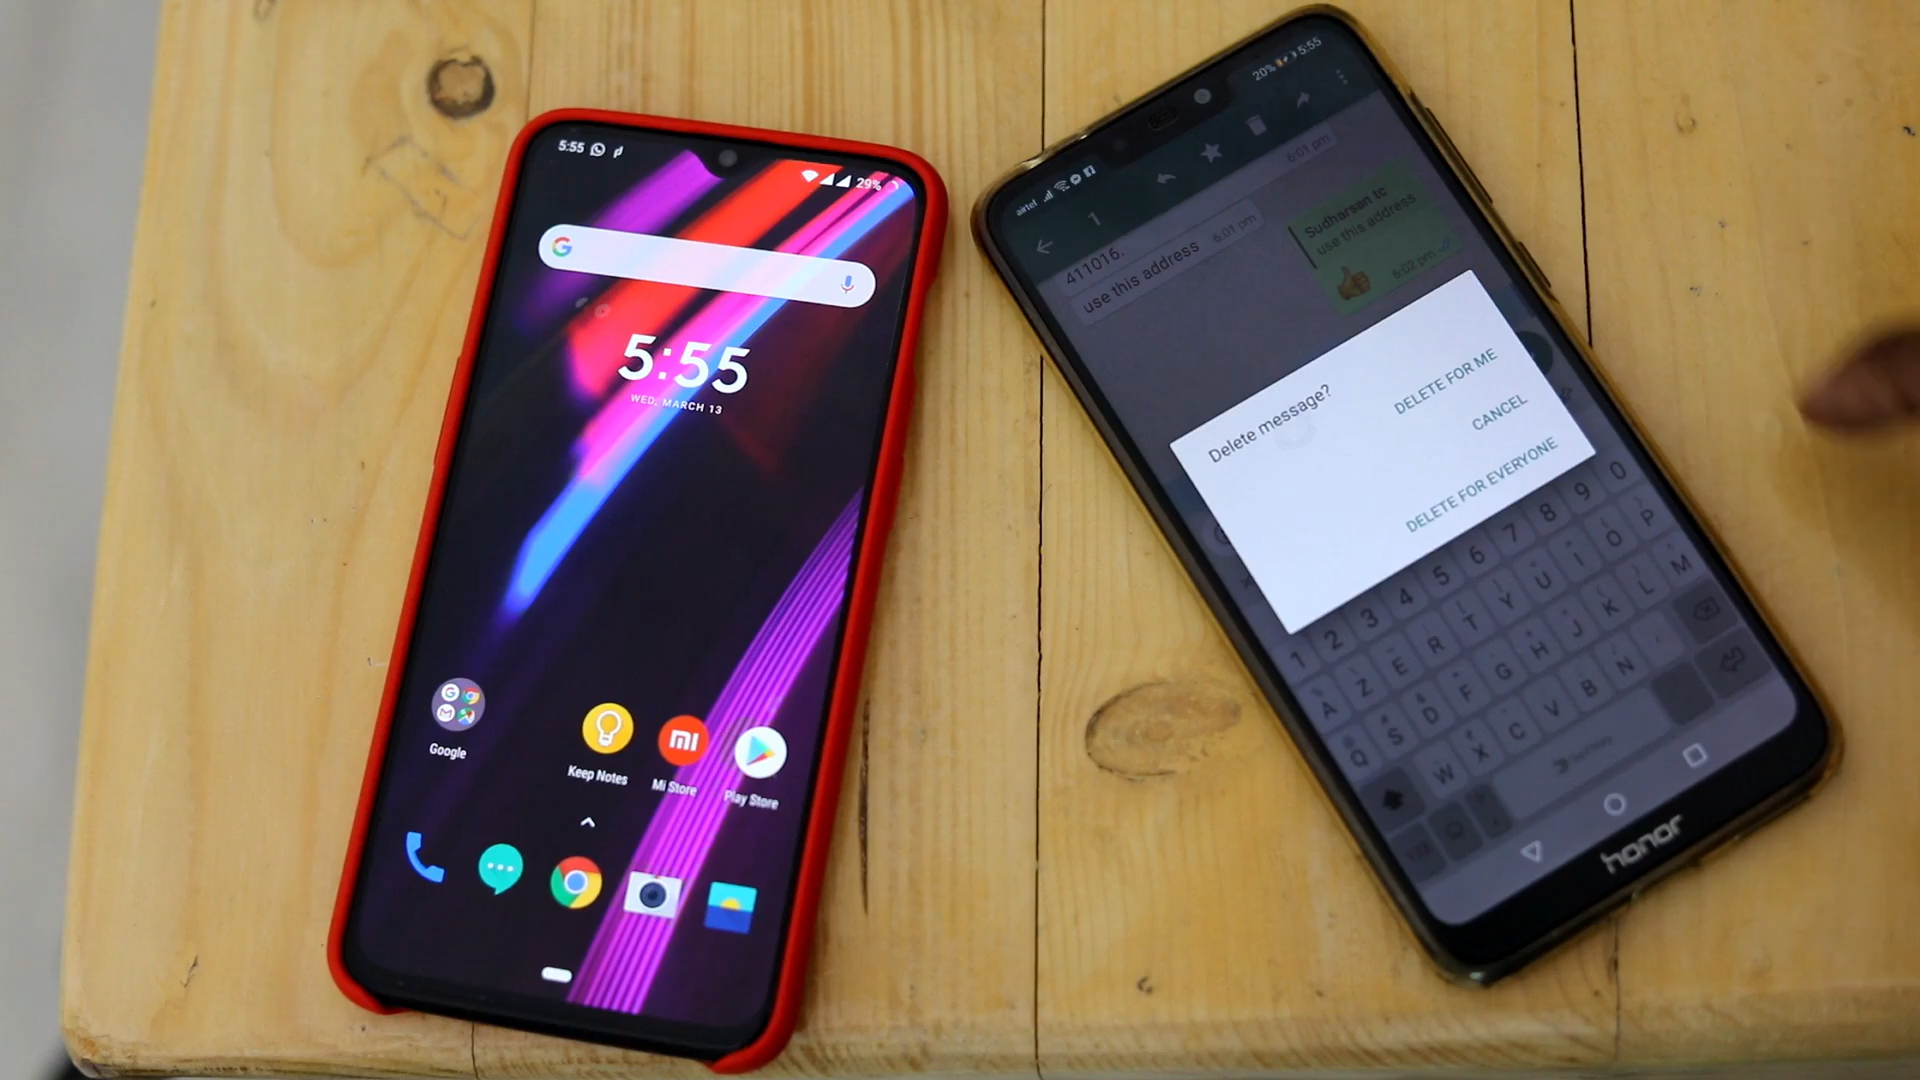 5:55
29%
5:55
WED, MARCH 13
Google
Keep Notes
Mi Store
Play Store
airtel
20%
5:55
1
6:01 pm
411016.
use this address
6:01 pm
Sudharsan tc
use this address
6:02 pm
Delete message?
DELETE FOR ME
CANCEL
DELETE FOR EVERYONE
1 2 3 4 5 6 7 8 9 0
A Z E R T Y U I O P
Q S D F G H J K L M
W X C V B N '
honor